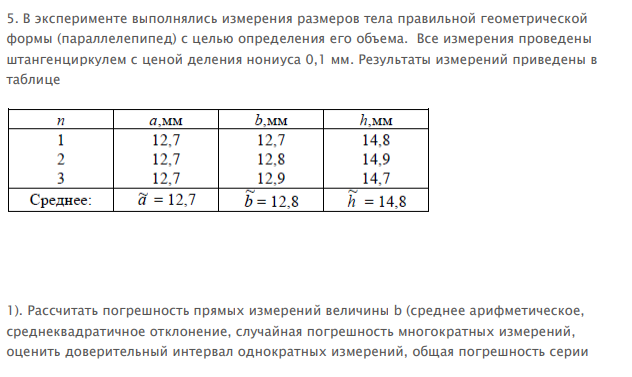 5. В эксперименте выполнялись измерения размеров тела правильной геометрической
формы (параллелепипед) с целью определения его объема.  Все измерения проведены
штангенциркулем с ценой деления нониуса 0,1 мм. Результаты измерений приведены в
таблице
n a,мм b,мм h,мм
1 12,7 12,7 14,8
2 12,7 12,8 14,9
3 12,7 12,9 14,7
Среднее: ã = 12,7 b̃ = 12,8 h̃ = 14,8
1). Рассчитать погрешность прямых измерений величины b (среднее арифметическое,
среднеквадратичное отклонение, случайная погрешность многократных измерений,
оценить доверительный интервал однократных измерений, общая погрешность серии